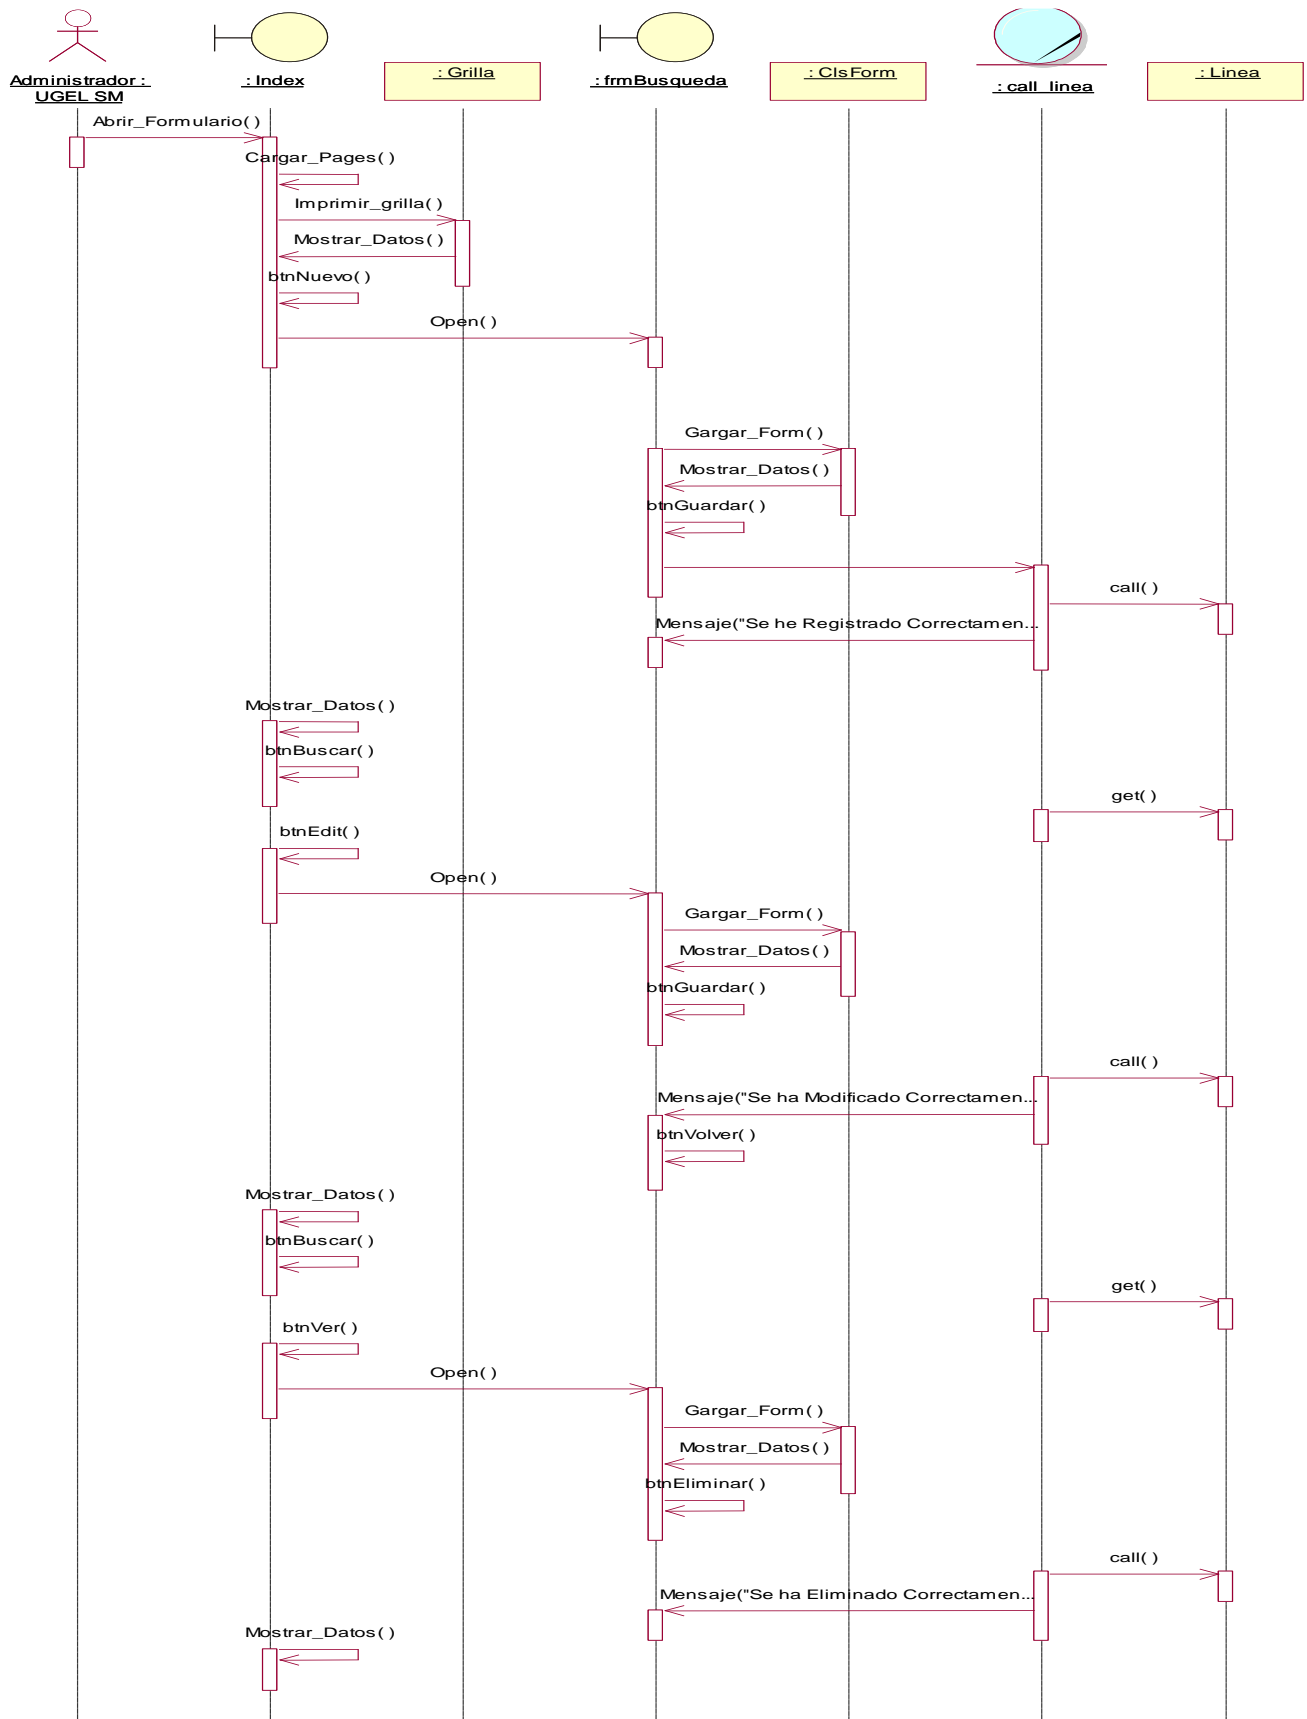 Administrador :
UGEL SM
: Index
: Grilla
: frmBusqueda
: ClsForm
: call_linea
: Linea
Abrir_Formulario( )
Cargar_Pages( )
Imprimir_grilla( )
Mostrar_Datos( )
btnNuevo( )
Open( )
Gargar_Form( )
Mostrar_Datos( )
btnGuardar( )
call( )
Mensaje("Se he Registrado Correctamen...
Mostrar_Datos( )
btnBuscar( )
get( )
btnEdit( )
Open( )
Gargar_Form( )
Mostrar_Datos( )
btnGuardar( )
call( )
Mensaje("Se ha Modificado Correctamen...
btnVolver( )
Mostrar_Datos( )
btnBuscar( )
get( )
btnVer( )
Open( )
Gargar_Form( )
Mostrar_Datos( )
btnEliminar( )
call( )
Mensaje("Se ha Eliminado Correctamen...
Mostrar_Datos( )